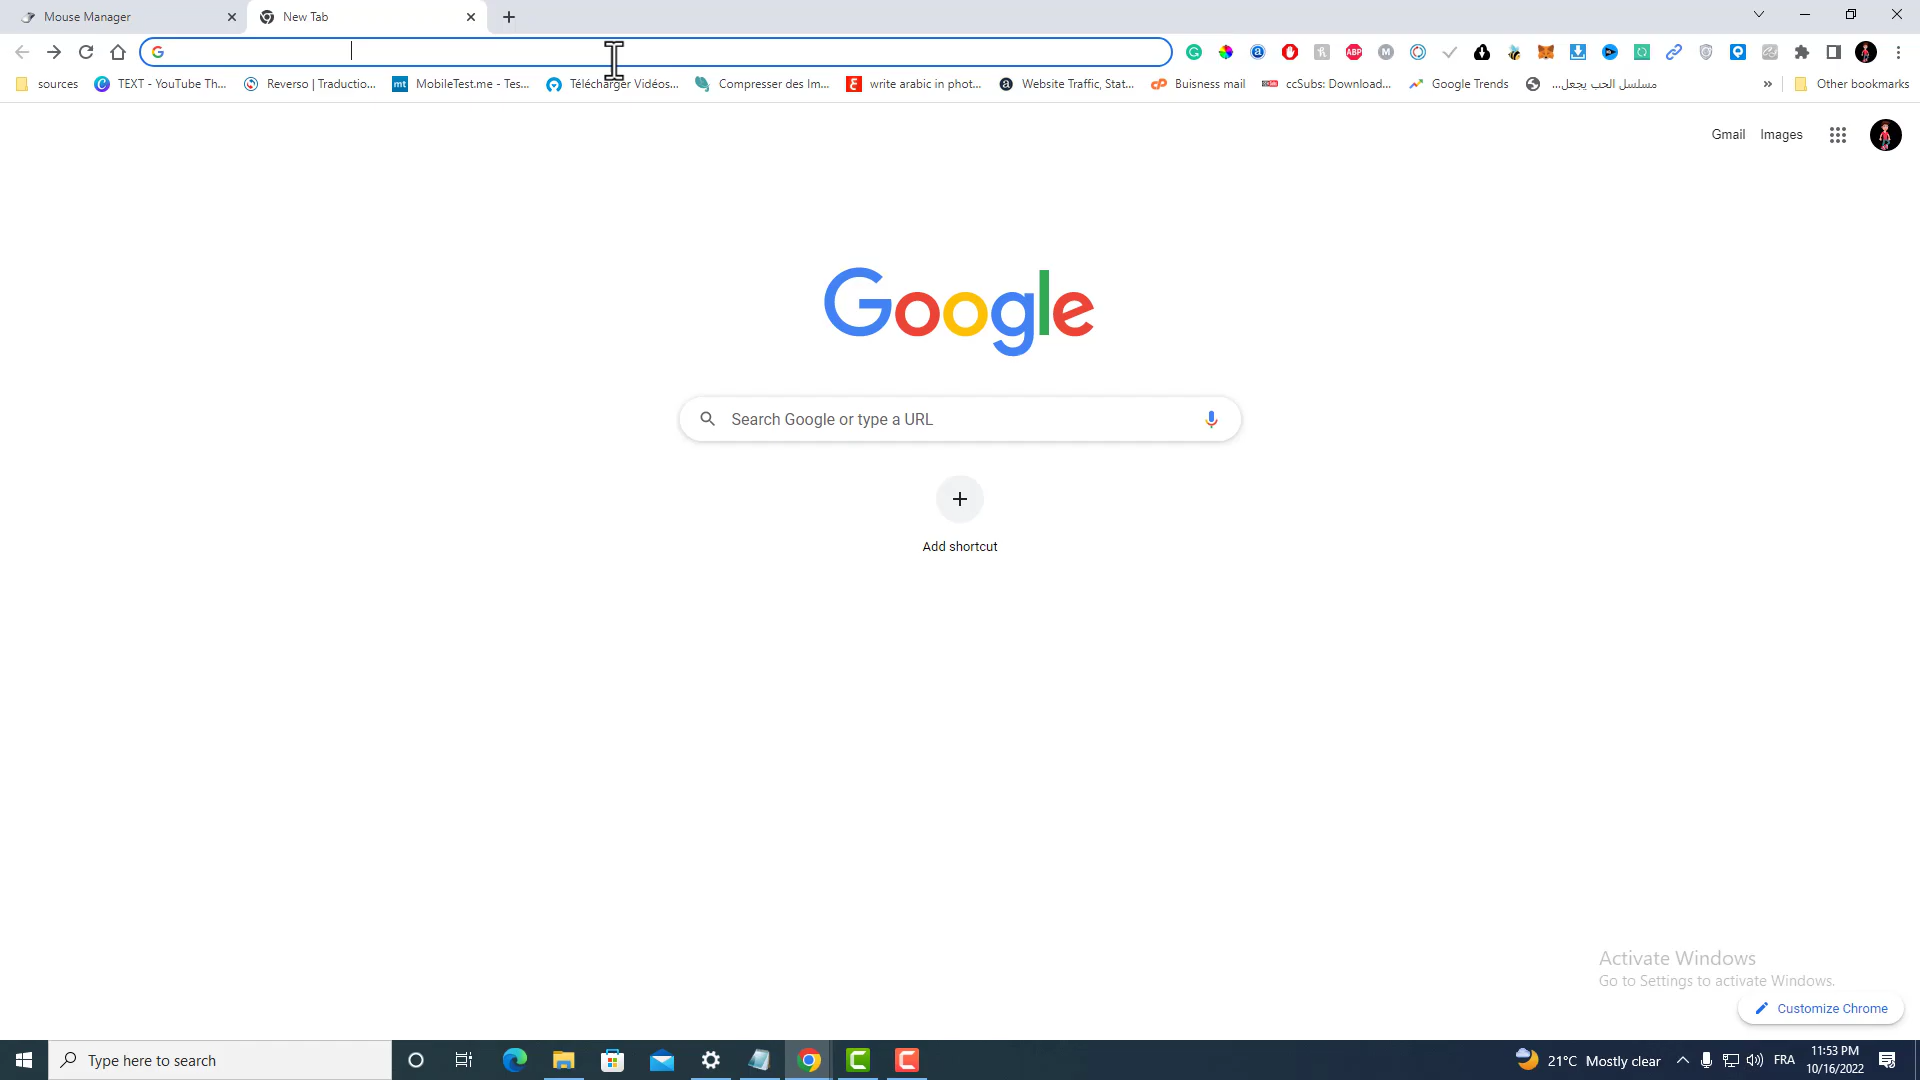 Mouse Manager
New Tab
sources
TEXT - YouTube Th...
Reverso | Traductio...
mt
MobileTest.me - Tes...
Télécharger Vidéos...
Compresser des Im...
write arabic in phot...
Website Traffic, Stat...
Buisness mail
ccSubs: Download...
Google Trends
مسلسل الحب يجعل...
»
Other bookmarks
ABP
Gmail
Images
Google
Search Google or type a URL
Add shortcut
Activate Windows
Go to Settings to activate Windows.
Customize Chrome
Type here to search
21°C Mostly clear
FRA
11:53 PM
10/16/2022